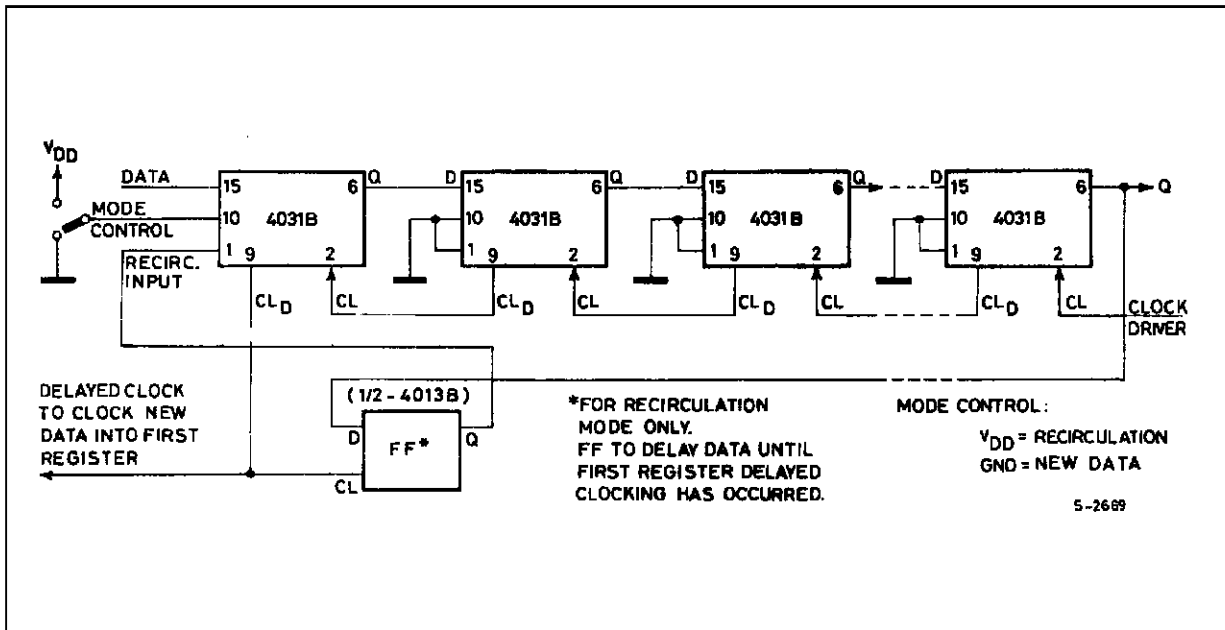 VDD
DATA
MODE
CONTROL
RECIRC.
INPUT
15 6 Q
10 4031B
1 9 2
D 15 6 Q
10 4031B
1 9 2
D 15 6 Q
10 4031B
1 9 2
D 15 6 Q
10 4031B
1 9 2
CLD CL CLD CL CLD CL CLD CL
CLOCK
DRIVER
DELAYED CLOCK
TO CLOCK NEW
DATA INTO FIRST
REGISTER
(1/2-4013B)
D Q
FF*
CL
*FOR RECIRCULATION
MODE ONLY.
FF TO DELAY DATA UNTIL
FIRST REGISTER DELAYED
CLOCKING HAS OCCURRED.
MODE CONTROL:
VDD = RECIRCULATION
GND = NEW DATA
S-2669